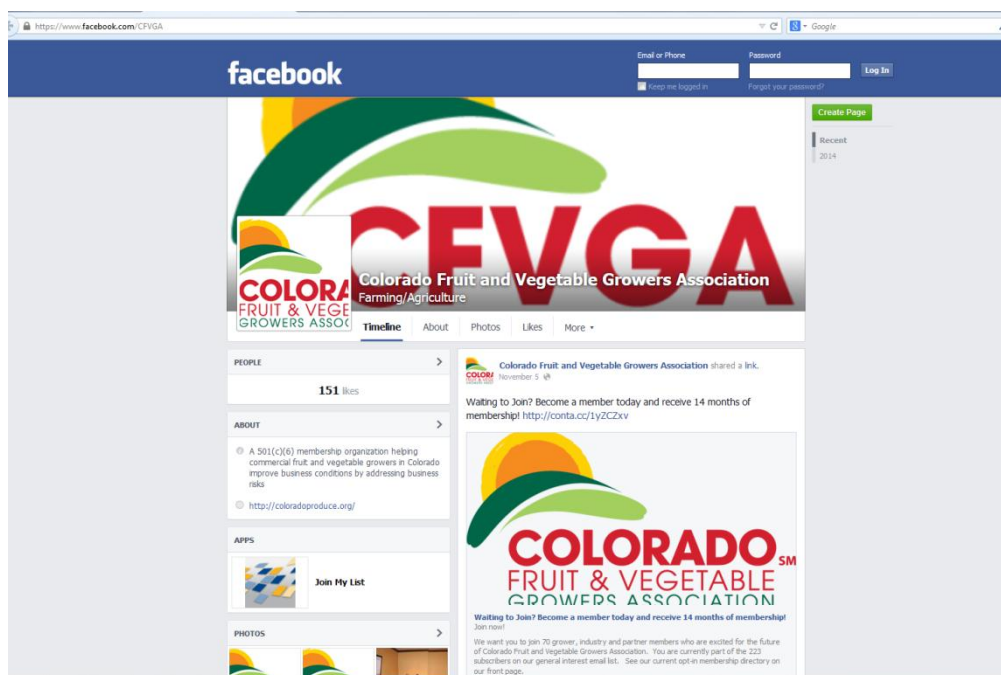 https://www.facebook.com/CFVGA
Google
facebook
Email or Phone
Password
Log In
Keep me logged in
Forgot your password?
Create Page
Recent
2014
CFVGA
COLORA
FRUIT & VEGE
GROWERS ASSOC
Colorado Fruit and Vegetable Growers Association
Farming/Agriculture
Timeline
About
Photos
Likes
More
PEOPLE
151 likes
ABOUT
A 501(c)(6) membership organization helping
commercial fruit and vegetable growers in Colorado
improve business conditions by addressing business
risks
http://coloradoproduce.org/
APPS
Join My List
PHOTOS
Colorado Fruit and Vegetable Growers Association shared a link.
November 5
Waiting to Join? Become a member today and receive 14 months of
membership! http://conta.cc/1yZCZxv
COLORADO SM
FRUIT & VEGETABLE
GROWERS ASSOCIATION
Waiting to Join? Become a member today and receive 14 months of membership!
Join now!
We want you to join 70 grower, industry and partner members who are excited for the future
of Colorado Fruit and Vegetable Growers Association. You are currently part of the 223
subscribers on our general interest email list. See our current opt-in membership directory on
our front page.